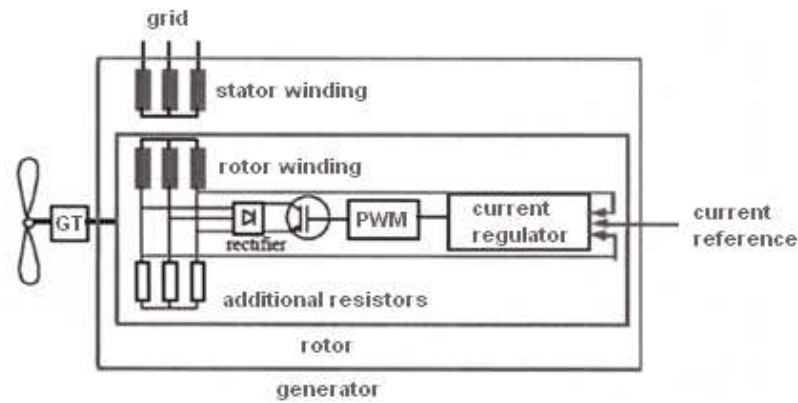 grid
stator winding
rotor winding
GT
rectifier
PWM
current
regulator
current
reference
additional resistors
rotor
generator